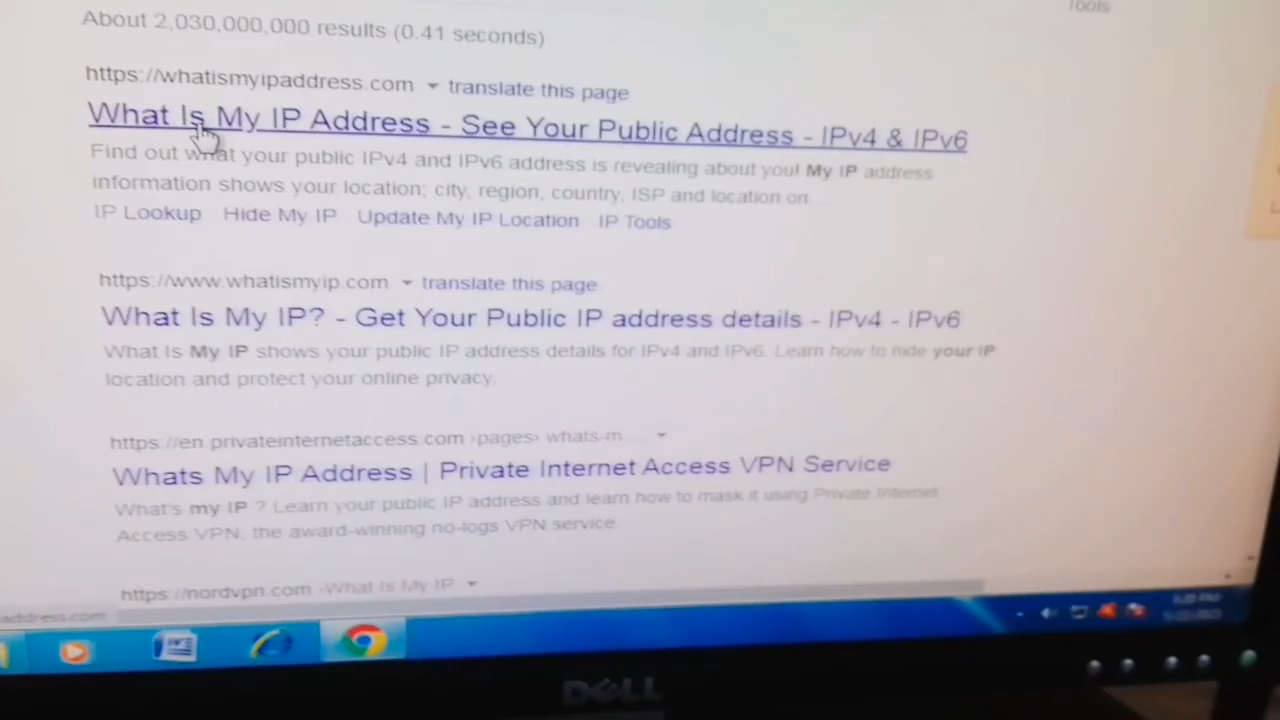 Tools
About 2,030,000,000 results (0.41 seconds)
https://whatismyipaddress.com translate this page
What Is My IP Address - See Your Public Address - IPv4 & IPv6
Find out what your public IPv4 and IPv6 address is revealing about you! My IP address
information shows your location; city, region, country, ISP and location on...
IP Lookup · Hide My IP · Update My IP Location · IP Tools
https://www.whatismyip.com translate this page
What Is My IP? - Get Your Public IP address details - IPv4 - IPv6
What Is My IP shows your public IP address details for IPv4 and IPv6. Learn how to hide your IP
location and protect your online privacy.
https://en.privateinternetaccess.com ›pages› whats-m...
Whats My IP Address | Private Internet Access VPN Service
What's my IP ? Learn your public IP address and learn how to mask it using Private Internet
Access VPN, the award-winning no-logs VPN service.
https://nordvpn.com ›What Is My IP
address.com
DELL